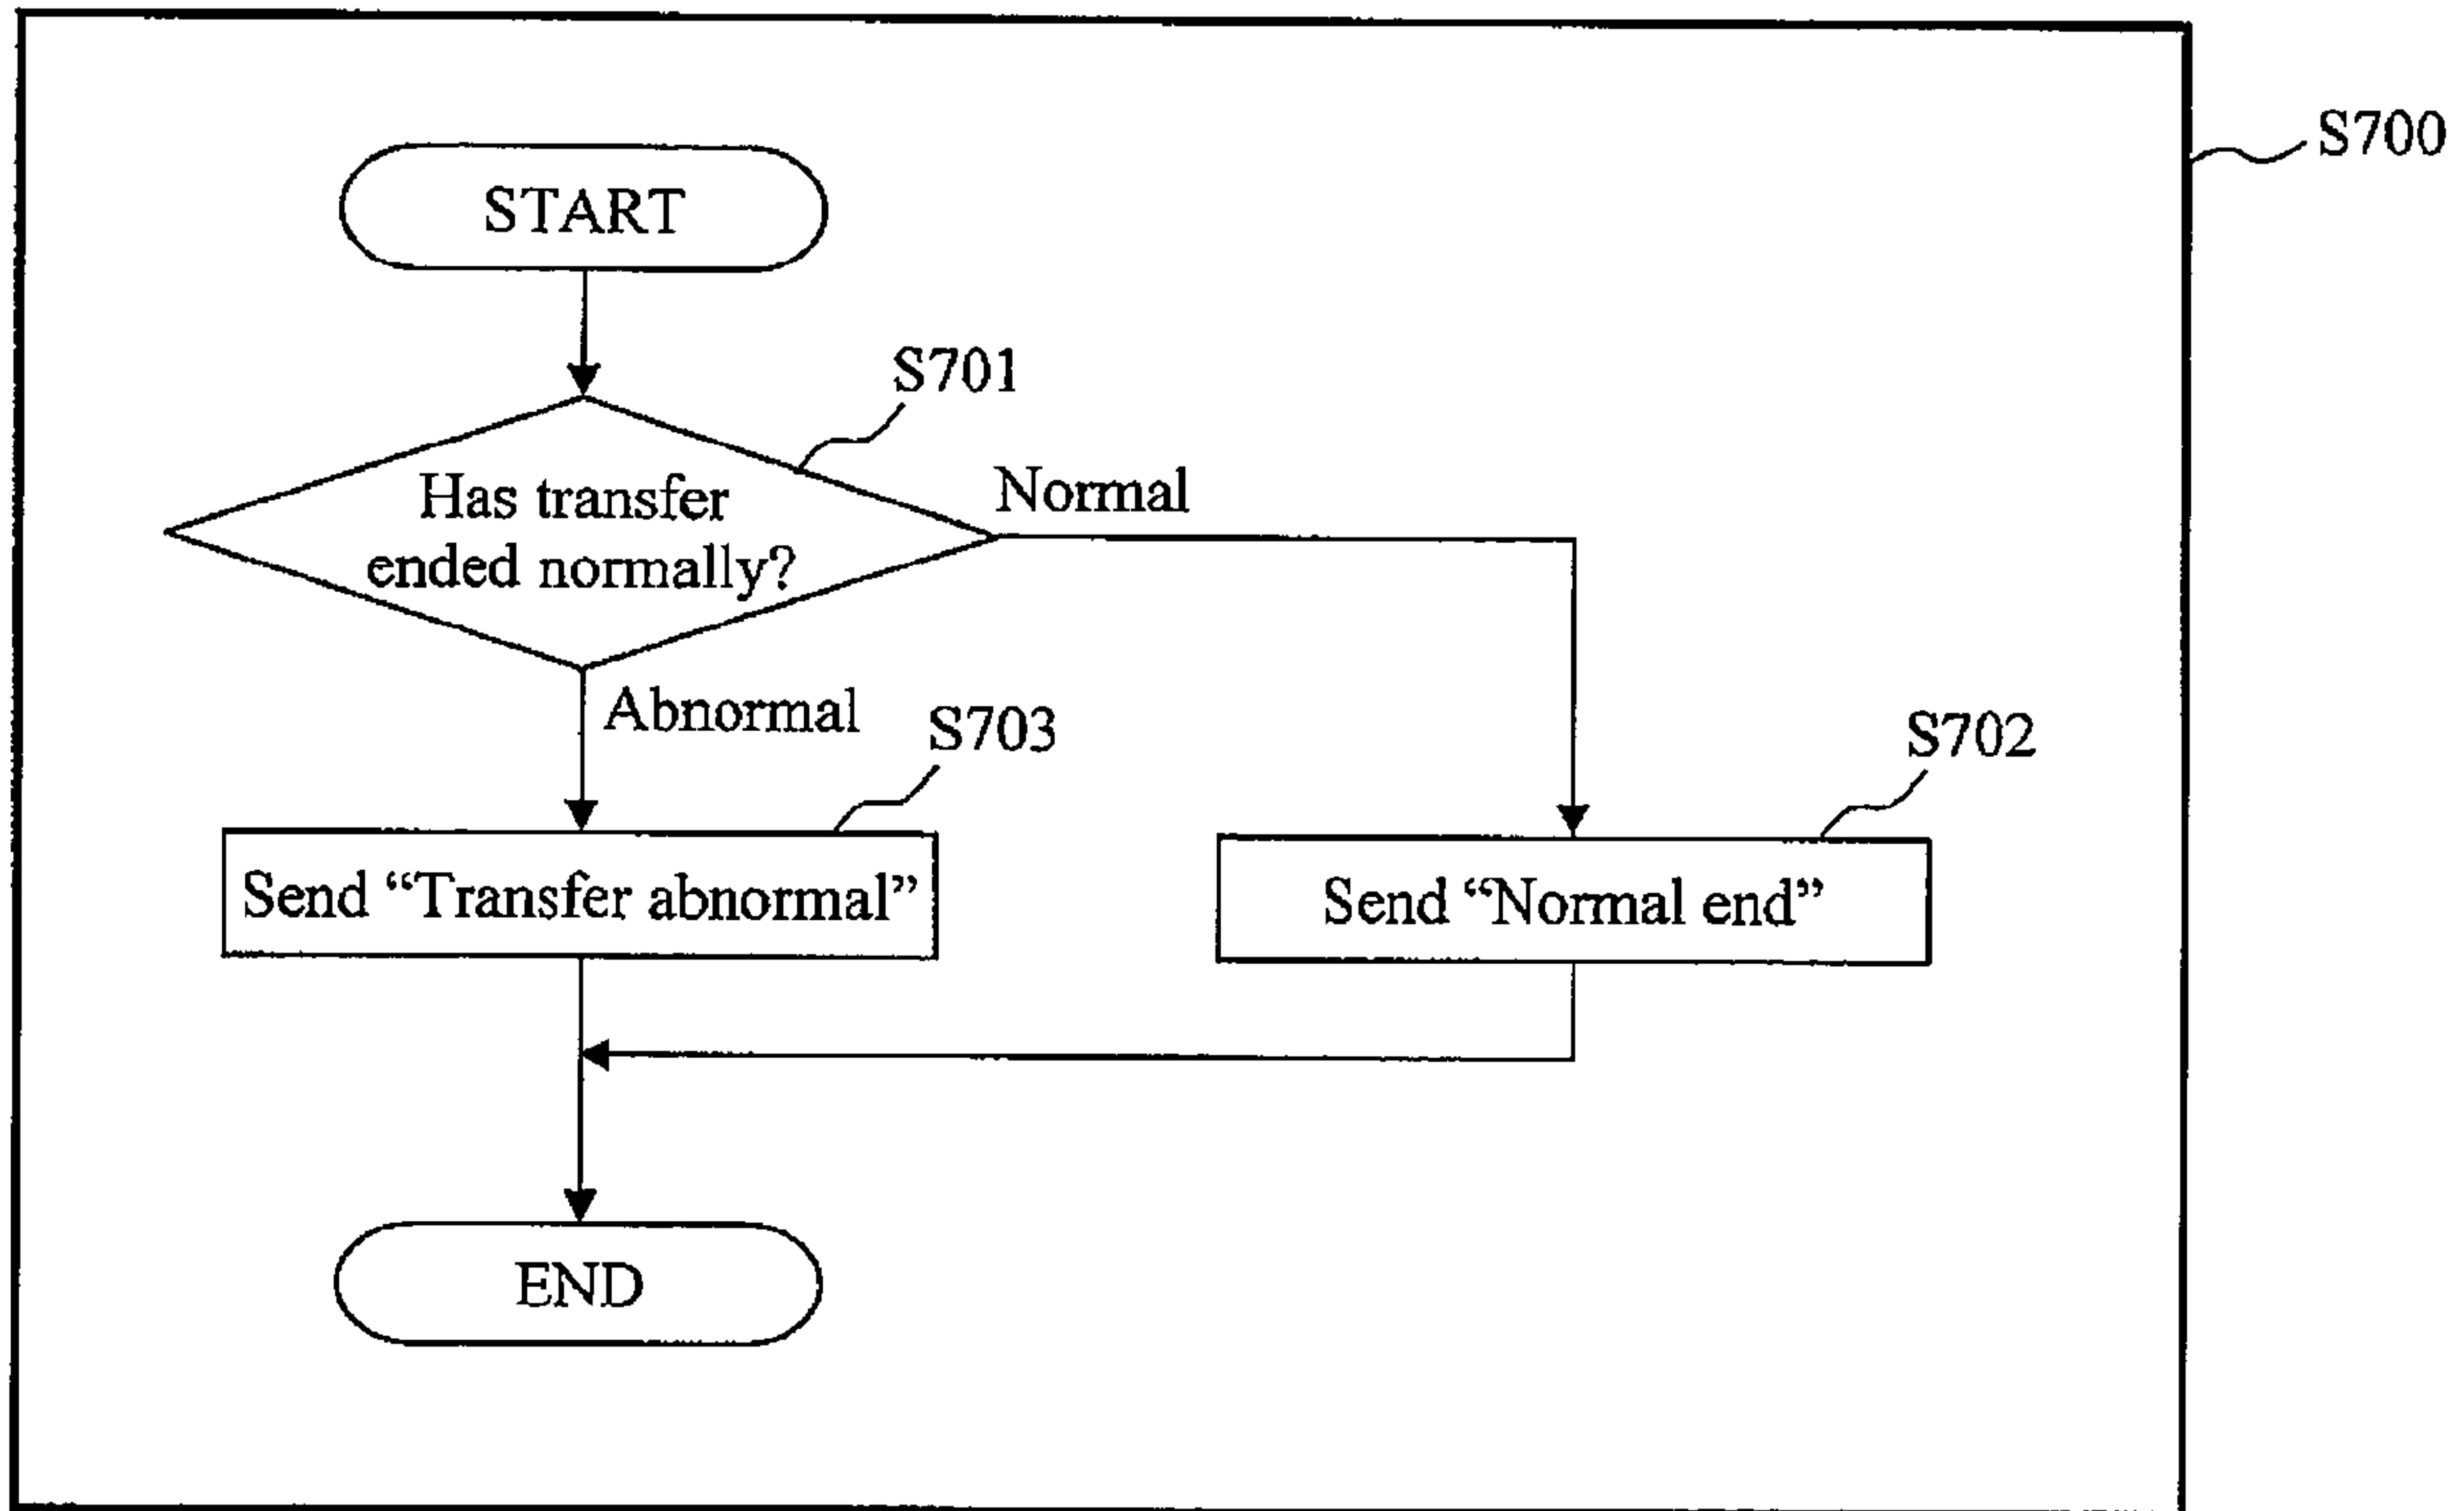 S700
START
S701
Has transfer
ended normally?
Normal
Abnormal
S703
S702
Send “Transfer abnormal”
Send “Normal end”
END